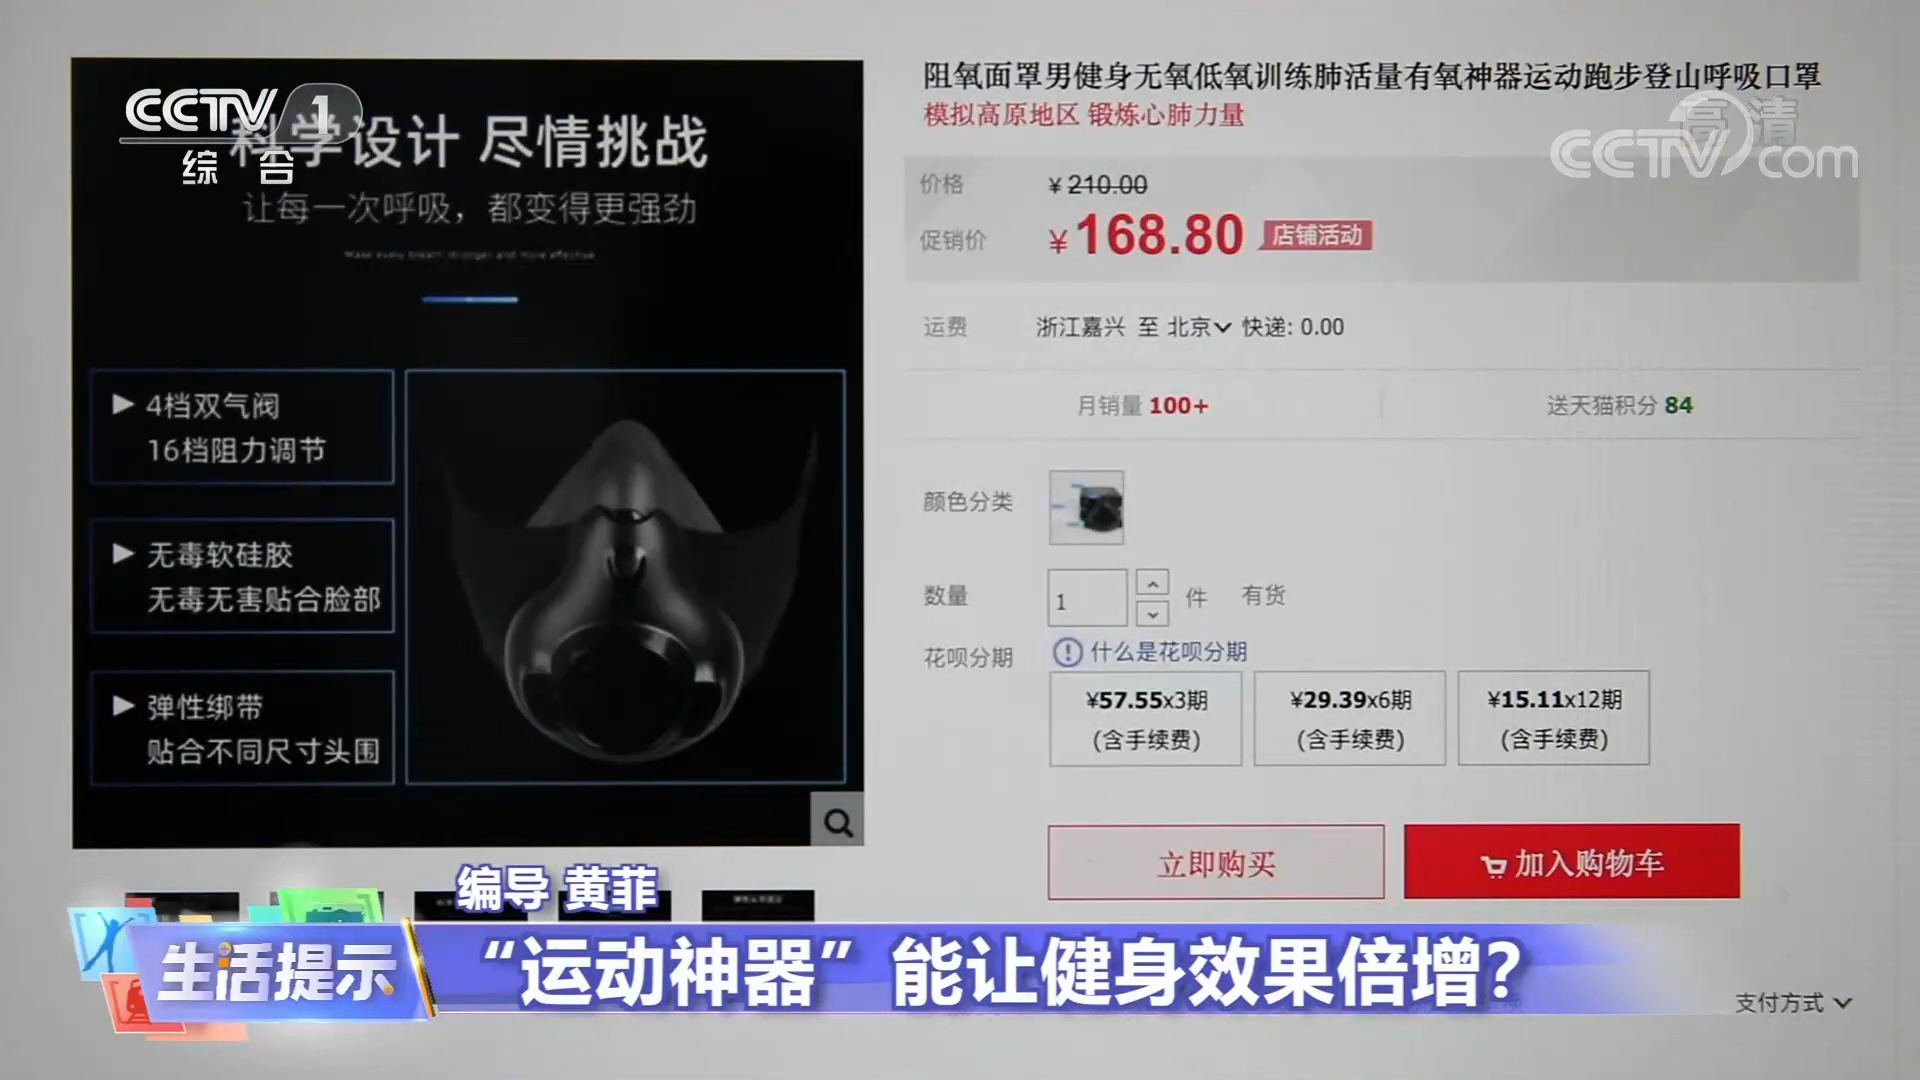 CCTV 1
综合
科学设计 尽情挑战
让每一次呼吸，都变得更强劲
Make every breath stronger and more effective
▶ 4档双气阀
16档阻力调节
▶ 无毒软硅胶
无毒无害贴合脸部
▶ 弹性绑带
贴合不同尺寸头围
阻氧面罩男健身无氧低氧训练肺活量有氧神器运动跑步登山呼吸口罩
模拟高原地区 锻炼心肺力量
高清
CCTV.com
价格 ¥210.00
促销价 ¥168.80 店铺活动
运费 浙江嘉兴 至 北京 快递: 0.00
月销量 100+ 送天猫积分 84
颜色分类
数量 1 件 有货
花呗分期 什么是花呗分期
¥57.55x3期 ¥29.39x6期 ¥15.11x12期
(含手续费) (含手续费) (含手续费)
立即购买 加入购物车
编导 黄菲
生活提示 “运动神器”能让健身效果倍增?
支付方式